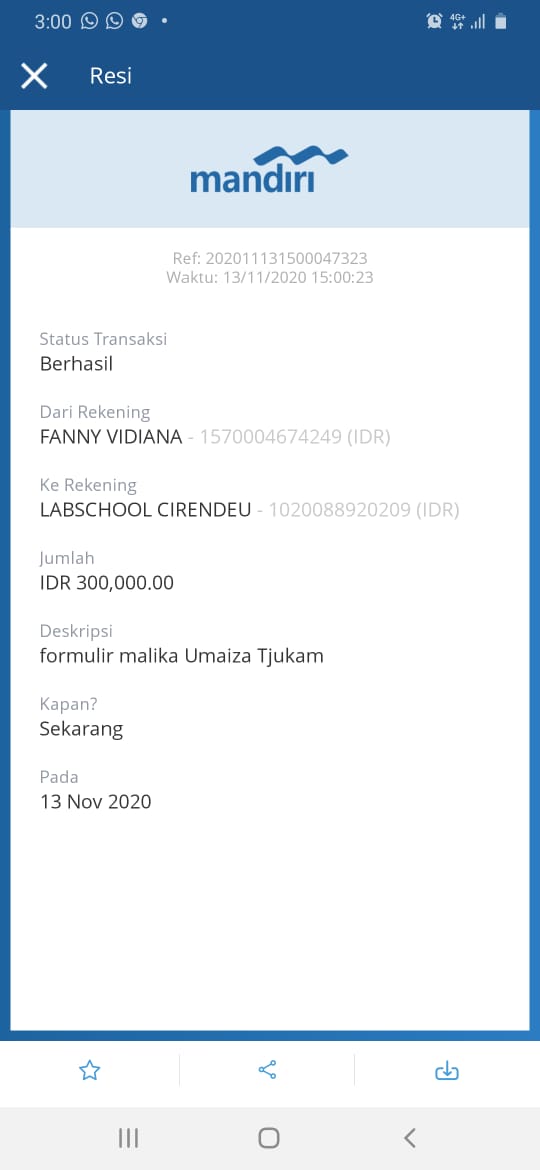 3:00
4G+
Resi
mandırı
Ref: 202011131500047323
Waktu: 13/11/2020 15:00:23
Status Transaksi
Berhasil
Dari Rekening
FANNY VIDIANA - 1570004674249 (IDR)
Ke Rekening
LABSCHOOL CIRENDEU - 1020088920209 (IDR)
Jumlah
IDR 300,000.00
Deskripsi
formulir malika Umaiza Tjukam
Kapan?
Sekarang
Pada
13 Nov 2020